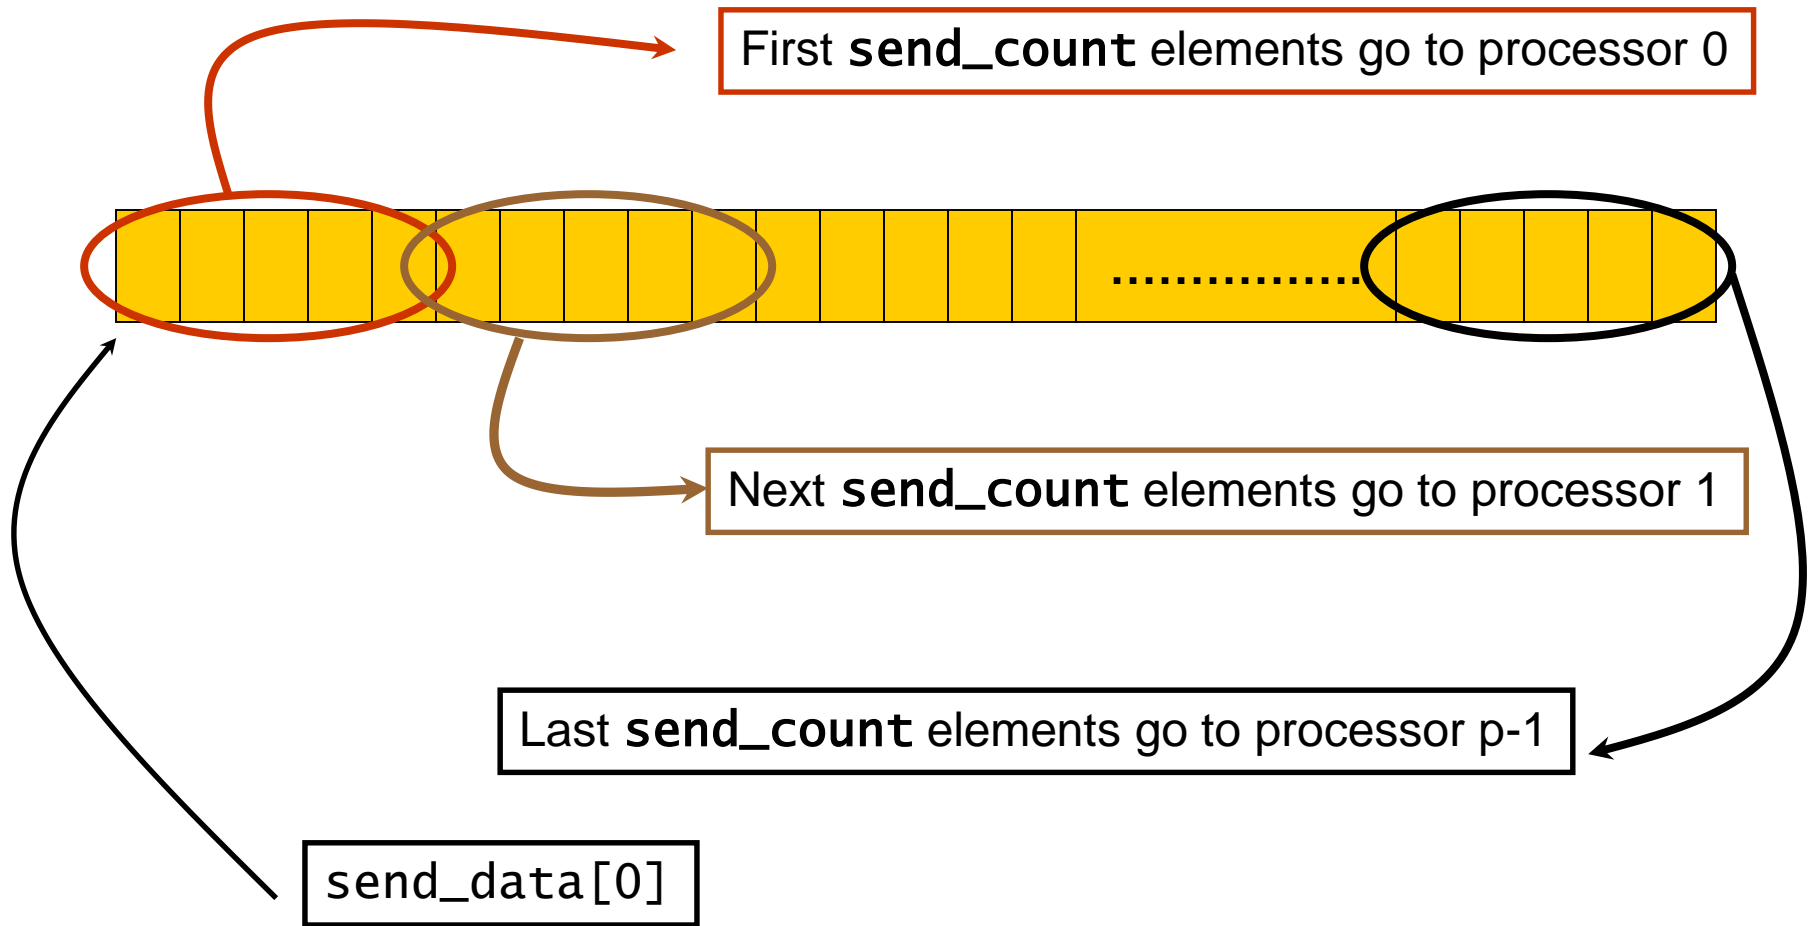 First send_count elements go to processor 0
...............
Next send_count elements go to processor 1
Last send_count elements go to processor p-1
send_data[0]